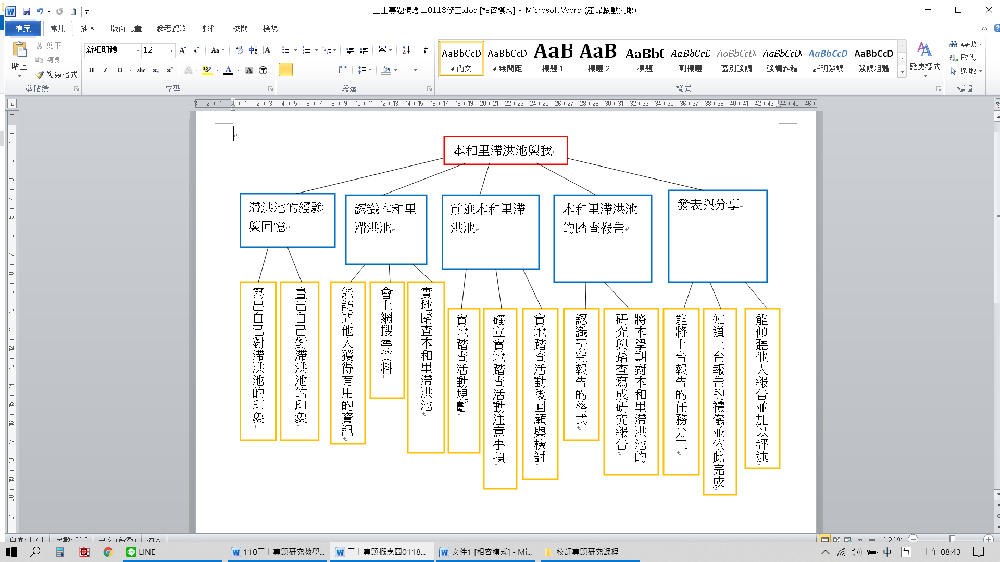 三上專題概念圖0118修正.doc [相容模式] - Microsoft Word (產品啟動失敗)
檔案 常用 插入 版面配置 參考資料 郵件 校閱 檢視
貼上
剪下
複製
複製格式
剪貼簿
新細明體 12
字型
段落
AaBbCcD AaBbCcD AaB AaB AaBbC AaBbCcD AaBbCcD AaBbCcD AaBbCcD AaBbCcD
內文 無間距 標題 1 標題 2 標題 副標題 區別強調 強調斜體 鮮明強調 強調粗體
變更樣式
樣式
尋找
取代
選取
編輯
本和里滯洪池與我
滯洪池的經驗
與回憶
認識本和里
滯洪池
前進本和里滯
洪池
本和里滯洪池
的踏查報告
發表與分享
寫出自己對滯洪池的印象
畫出自己對滯洪池的印象
能訪問他人獲得有用的資訊
會上網搜尋資料
實地踏查本和里滯洪池
實地踏查活動規劃
確立實地踏查活動注意事項
實地踏查活動後回顧與檢討
認識研究報告的格式
將本學期對本和里滯洪池的
研究與踏查寫成研究報告
能將上台報告的任務分工
知道上台報告的禮儀並依此完成
能傾聽他人報告並加以評述
頁面: 1 / 1 字數: 212 中文 (台灣) 插入 120%
LINE 110三上專題研究教學... 三上專題概念圖0118... 文件1 [相容模式] - Mi... 校訂專題研究課程 中 上午 08:43